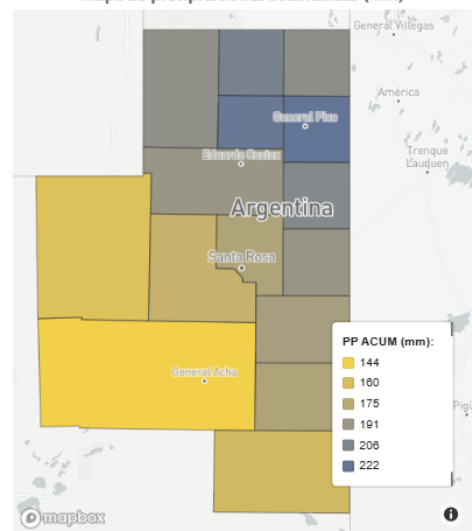 Mapa de precipitaciones acumuladas (mm)
General Villegas
América
General Pico
Trenque
Lauquen
Eduardo Castex
Argentina
Santa Rosa
PP ACUM (mm):
144
160
175
191
206
222
General Acha
Pigü
mapbox